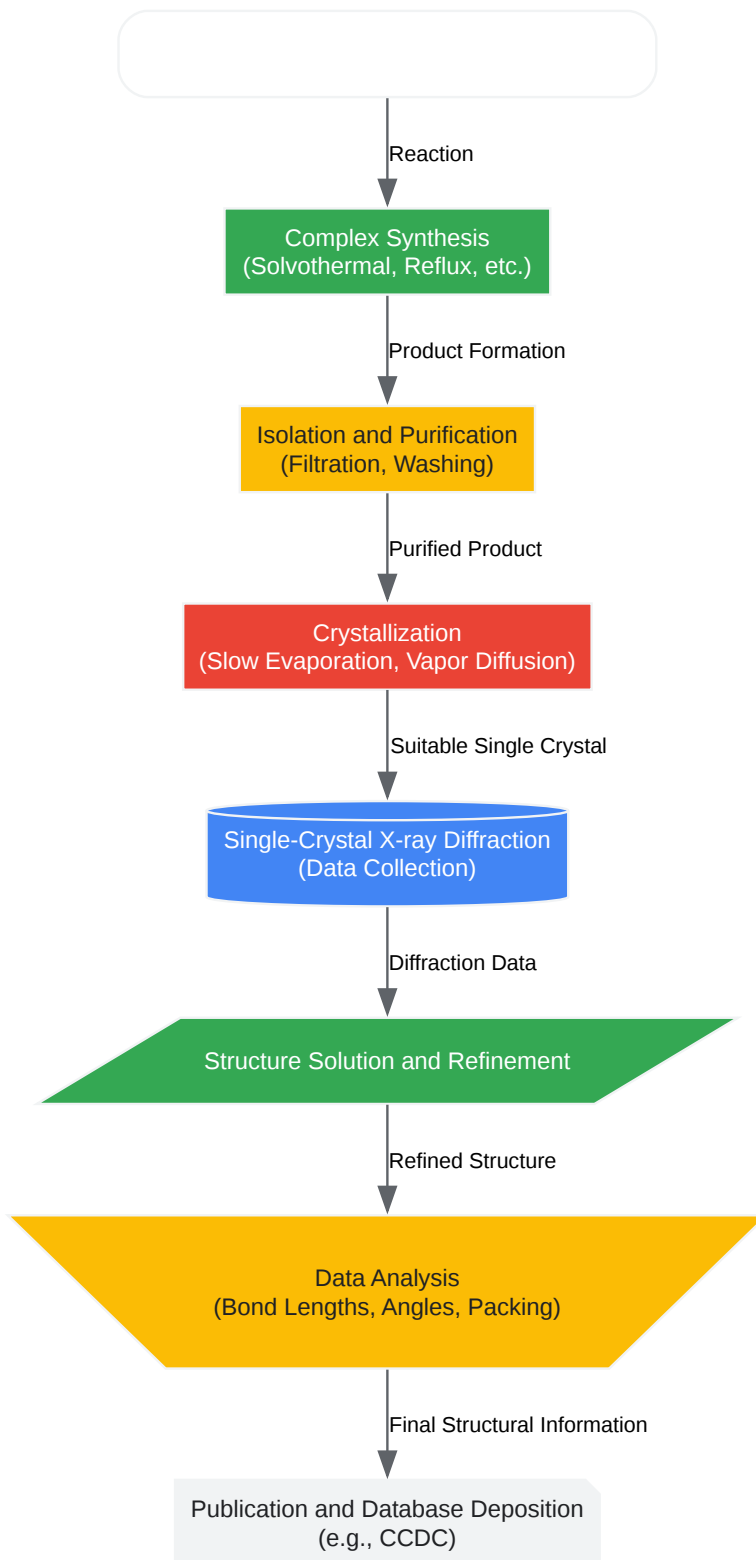 Reaction
Complex Synthesis
(Solvothermal, Reflux, etc.)
Product Formation
Isolation and Purification
(Filtration, Washing)
Purified Product
Crystallization
(Slow Evaporation, Vapor Diffusion)
Suitable Single Crystal
Single-Crystal X-ray Diffraction
(Data Collection)
Diffraction Data
Structure Solution and Refinement
Refined Structure
Data Analysis
(Bond Lengths, Angles, Packing)
Final Structural Information
Publication and Database Deposition
(e.g., CCDC)